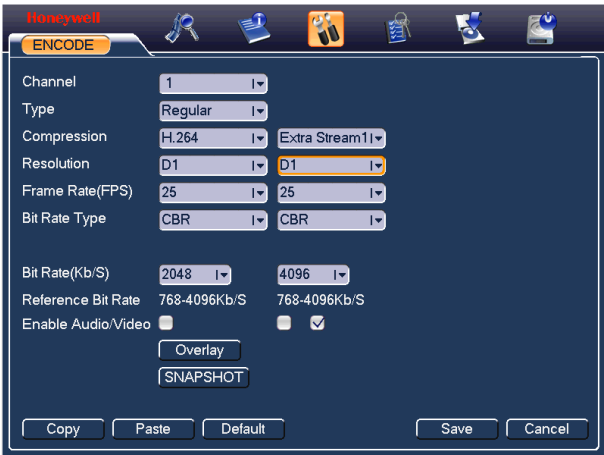 Honeywell
ENCODE
Channel 1
Type Regular
Compression H.264 Extra Stream1
Resolution D1 D1
Frame Rate(FPS) 25 25
Bit Rate Type CBR CBR
Bit Rate(Kb/S) 2048 4096
Reference Bit Rate 768-4096Kb/S 768-4096Kb/S
Enable Audio/Video
Overlay
SNAPSHOT
Copy Paste Default Save Cancel